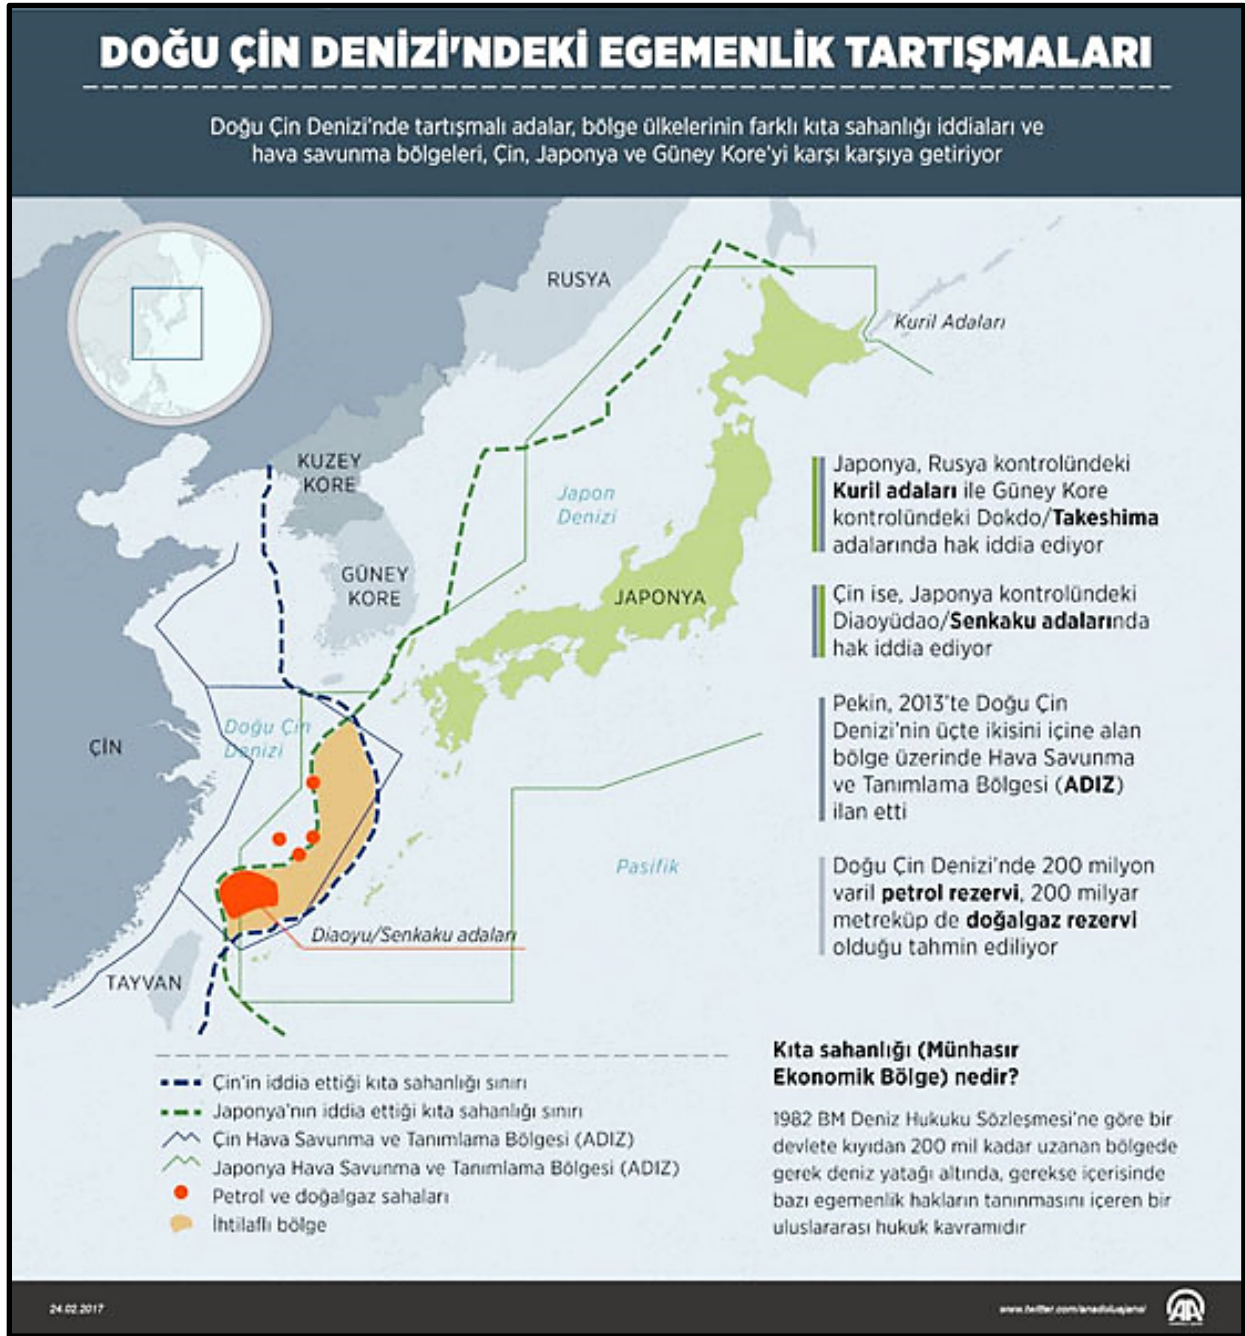 DOĞU ÇİN DENİZİ'NDEKİ EGEMENLİK TARTIŞMALARI
Doğu Çin Denizi'nde tartışmalı adalar, bölge ülkelerinin farklı kıta sahanlığı iddiaları ve
hava savunma bölgeleri, Çin, Japonya ve Güney Kore'yi karşı karşıya getiriyor
RUSYA
Kuril Adaları
KUZEY
KORE
Japon
Denizi
GÜNEY
KORE
JAPONYA
Doğu Çin
Denizi
ÇİN
Pasifik
Diaoyu/Senkaku adaları
TAYVAN
Japonya, Rusya kontrolündeki
Kuril adaları ile Güney Kore
kontrolündeki Dokdo/Takeshima
adalarında hak iddia ediyor
Çin ise, Japonya kontrolündeki
Diaoyüdao/Senkaku adalarında
hak iddia ediyor
Pekin, 2013'te Doğu Çin
Denizi'nin üçte ikisini içine alan
bölge üzerinde Hava Savunma
ve Tanımlama Bölgesi (ADIZ)
ilan etti
Doğu Çin Denizi'nde 200 milyon
varil petrol rezervi, 200 milyar
metreküp de doğalgaz rezervi
olduğu tahmin ediliyor
Çin'in iddia ettiği kıta sahanlığı sınırı
Japonya'nın iddia ettiği kıta sahanlığı sınırı
Çin Hava Savunma ve Tanımlama Bölgesi (ADIZ)
Japonya Hava Savunma ve Tanımlama Bölgesi (ADIZ)
Petrol ve doğalgaz sahaları
İhtilaflı bölge
Kıta sahanlığı (Münhasır
Ekonomik Bölge) nedir?
1982 BM Deniz Hukuku Sözleşmesi'ne göre bir
devlete kıyıdan 200 mil kadar uzanan bölgede
gerek deniz yatağı altında, gerekse içerisinde
bazı egemenlik hakların tanınmasını içeren bir
uluslararası hukuk kavramıdır
24.02.2017
www.twitter.com/anadoluajansi
AA